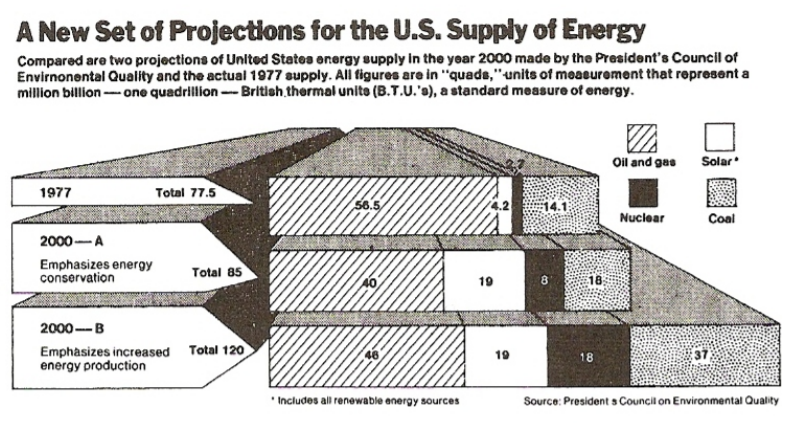 A New Set of Projections for the U.S. Supply of Energy
Compared are two projections of United States energy supply in the year 2000 made by the President's Council of
Envirnonental Quality and the actual 1977 supply. All figures are in "quads," units of measurement that represent a
million billion — one quadrillion — British thermal units (B.T.U.'s), a standard measure of energy.
Oil and gas
Solar*
Nuclear
Coal
1977 Total 77.5
56.5 4.2 2.7 14.1
2000 — A
Emphasizes energy
conservation
Total 85
40 19 8 18
2000 — B
Emphasizes increased
energy production
Total 120
46 19 18 37
* Includes all renewable energy sources
Source: President s Council on Environmental Quality